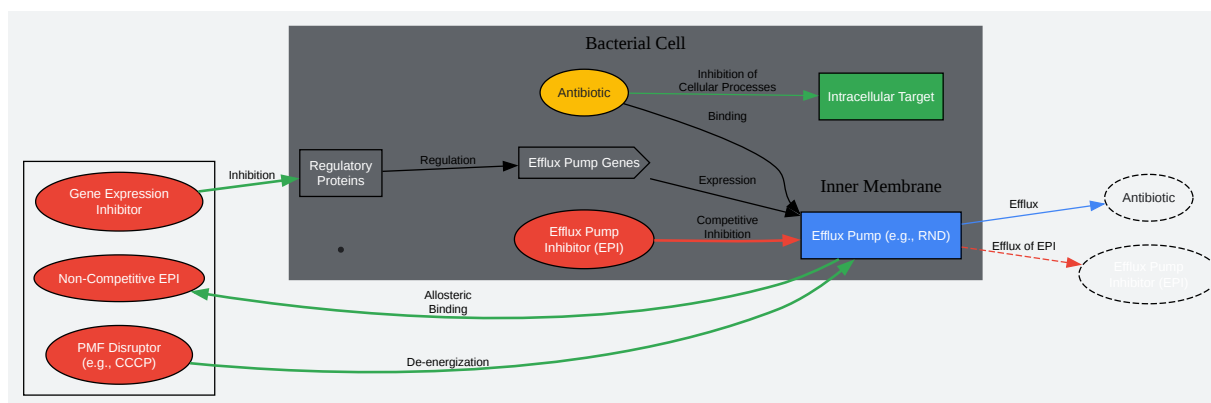 Bacterial Cell
Inhibition of
Cellular Processes
Antibiotic
Intracellular Target
Binding
Regulatory
Proteins
Regulation
Efflux Pump Genes
Expression
Inner Membrane
Gene Expression
Inhibitor
Inhibition
Efflux Pump
Inhibitor (EPI)
Competitive
Inhibition
Efflux Pump (e.g., RND)
Efflux
Antibiotic
Efflux of EPI
Efflux Pump
Inhibitor (EPI)
Non-Competitive EPI
Allosteric
Binding
PMF Disruptor
(e.g., CCCP)
De-energization